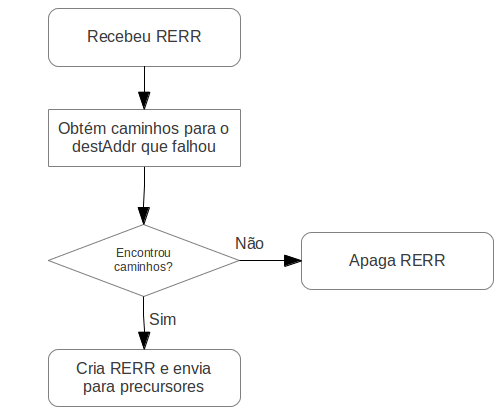 Recebeu RERR
Obtém caminhos para o
destAddr que falhou
Encontrou
caminhos?
Não
Apaga RERR
Sim
Cria RERR e envia
para precursores